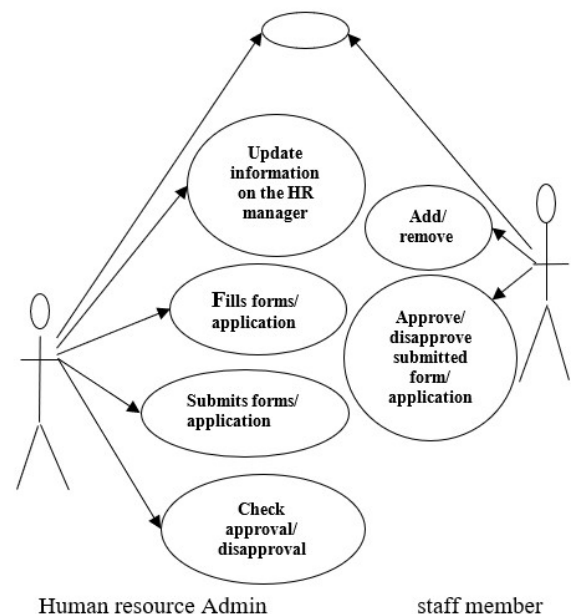 Update
information
on the HR
manager
Add/
remove
Fills forms/
application
Approve/
disapprove
submitted
form/
application
Submits forms/
application
Check
approval/
disapproval
Human resource Admin
staff member